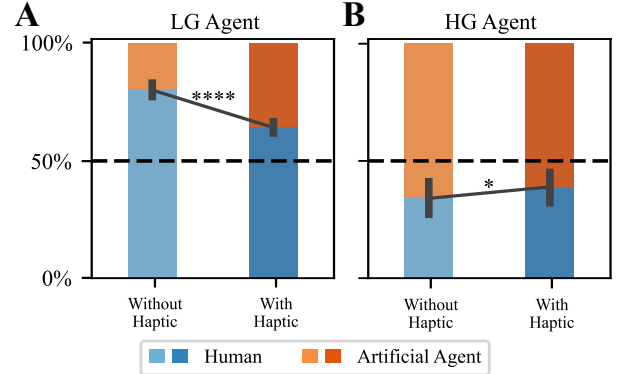 A
LG Agent
B
HG Agent
100%
50%
0%
****
*
Without
Haptic
With
Haptic
Without
Haptic
With
Haptic
Human
Artificial Agent